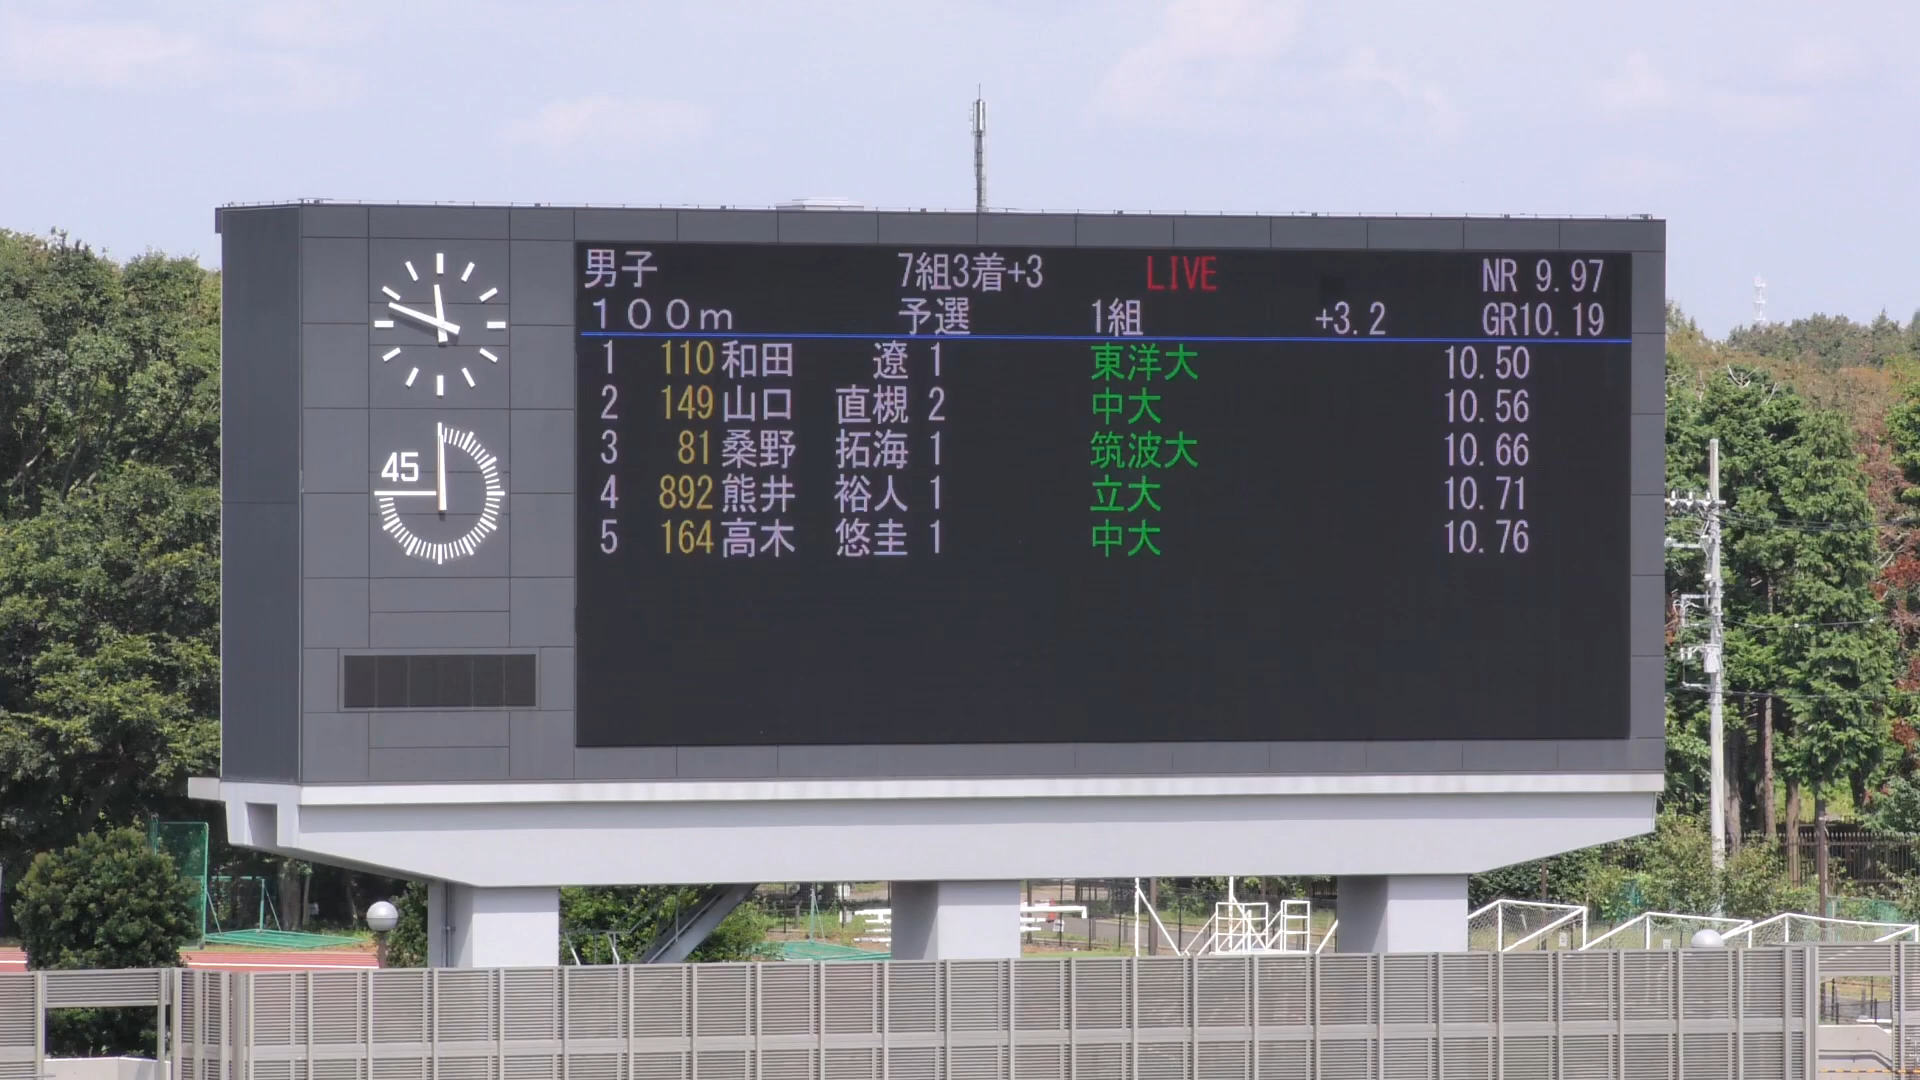 男子 7組3着+3 LIVE NR 9.97
100m 予選 1組 +3.2 GR10.19
1 110 和田 遼 1 東洋大 10.50
2 149 山口 直槻 2 中大 10.56
3 81 桑野 拓海 1 筑波大 10.66
4 892 熊井 裕人 1 立大 10.71
5 164 高木 悠圭 1 中大 10.76
45